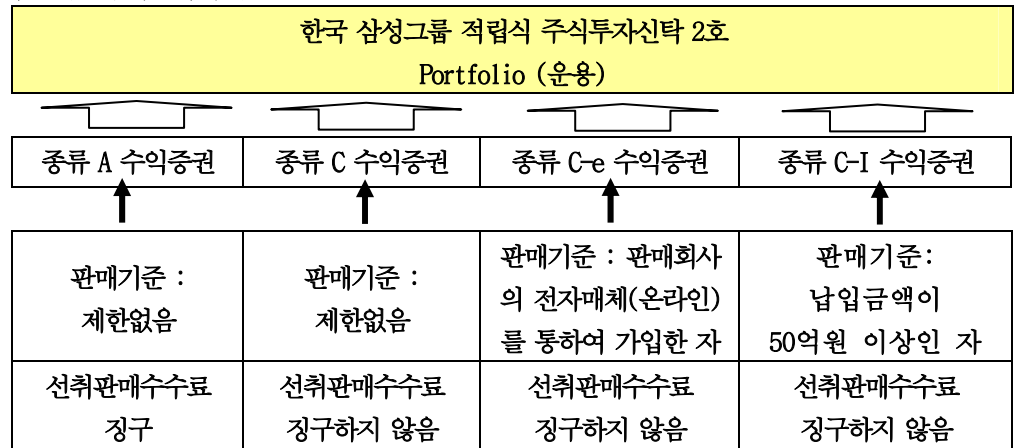 한국 삼성그룹 적립식 주식투자신탁 2호
Portfolio (운용)
종류 A 수익증권
종류 C 수익증권
종류 C-e 수익증권
종류 C-I 수익증권
판매기준 :
제한없음
판매기준 :
제한없음
판매기준 : 판매회사
의 전자매체(온라인)
를 통하여 가입한 자
판매기준:
납입금액이
50억원 이상인 자
선취판매수수료
징구
선취판매수수료
징구하지 않음
선취판매수수료
징구하지 않음
선취판매수수료
징구하지 않음